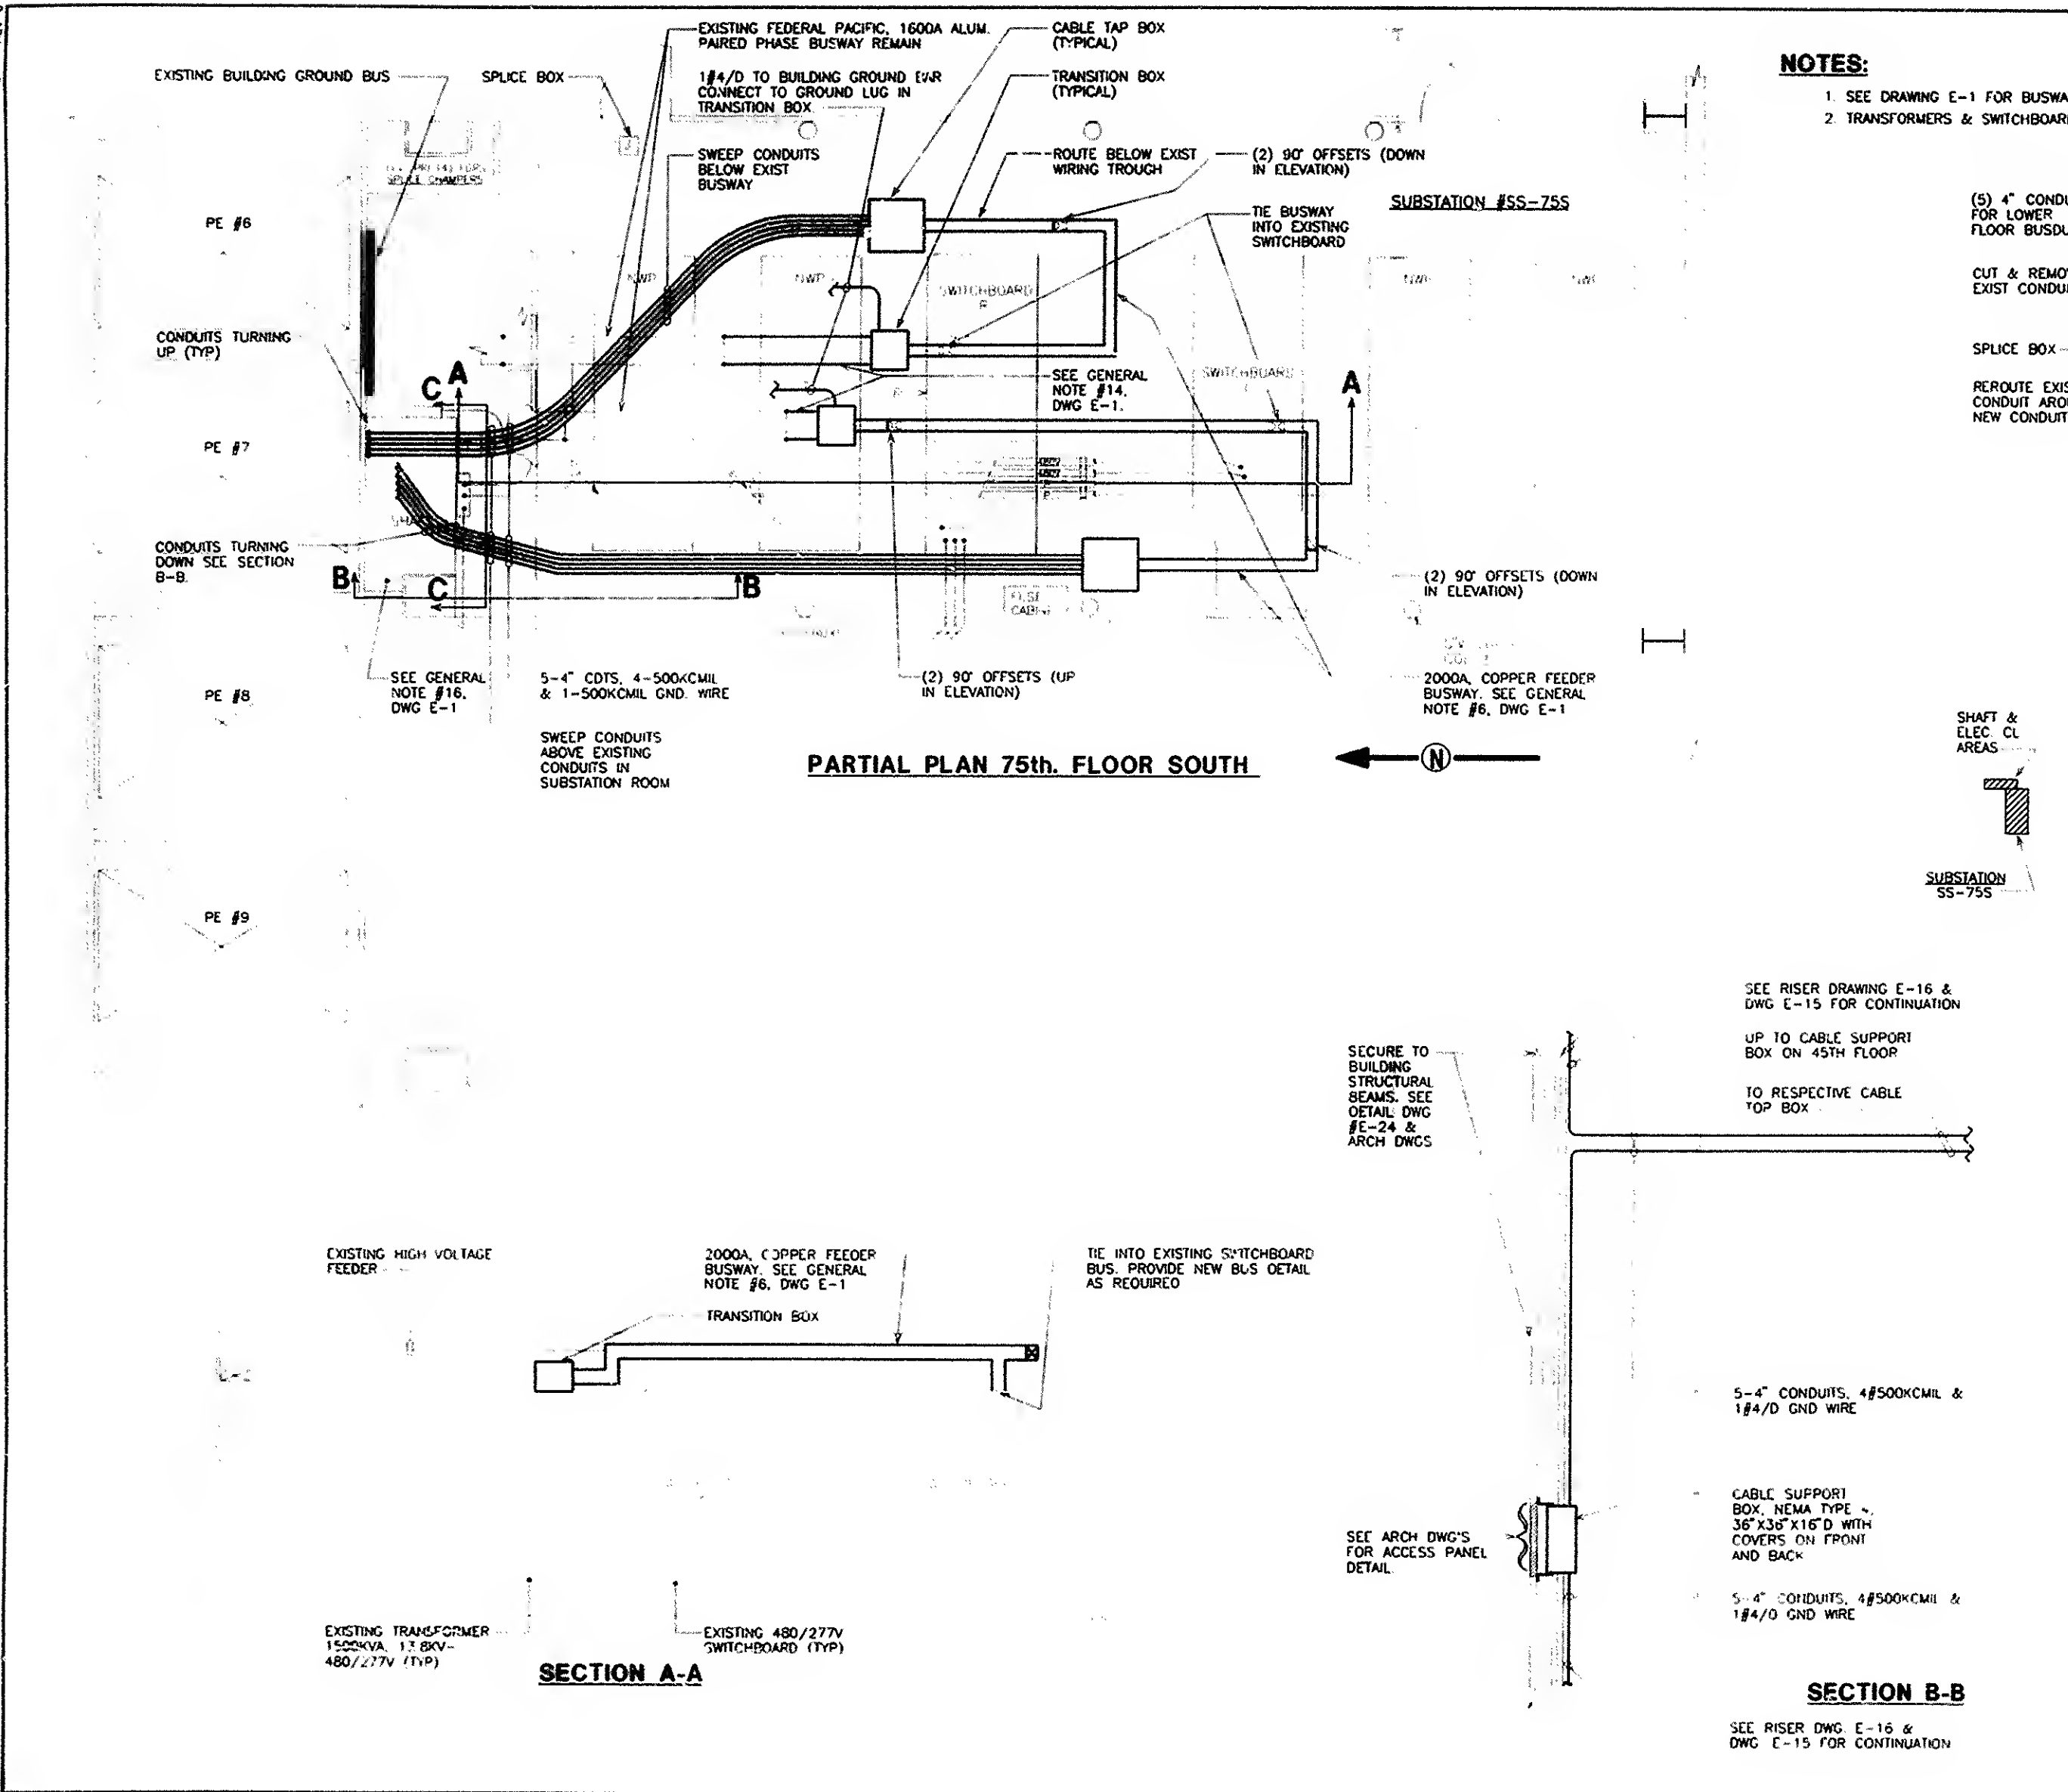 EXISTING FEDERAL PACIFIC, 1600A ALUM.
PAIRED PHASE BUSWAY REMAIN
CABLE TAP BOX
(TYPICAL)
NOTES:
EXISTING BUILDING GROUND BUS
SPLICE BOX
1#4/D TO BUILDING GROUND BAR
CONNECT TO GROUND LUG IN
TRANSITION BOX
TRANSITION BOX
(TYPICAL)
1. SEE DRAWING E-1 FOR BUSWA
2. TRANSFORMERS & SWITCHBOARD
SPLICE CHAMBERS
SWEEP CONDUITS
BELOW EXIST
BUSWAY
ROUTE BELOW EXIST
WIRING TROUGH
(2) 90° OFFSETS (DOWN
IN ELEVATION)
SUBSTATION #SS-75S
(5) 4" CONDU
FOR LOWER
FLOOR BUSDU
PE #6
TIE BUSWAY
INTO EXISTING
SWITCHBOARD
NWP
NWP
SWITCHBOARD
CUT & REMO
EXIST CONDU
CONDUITS TURNING
UP (TYP)
SPLICE BOX
C
A
SEE GENERAL
NOTE #14,
DWG E-1.
SWITCHBOARD
A
REROUTE EXIS
CONDUIT ARO
NEW CONDUIT
PE #7
CONDUITS TURNING
DOWN SEE SECTION
B-B.
B
C
B
FUSE
CABINET
(2) 90° OFFSETS (DOWN
IN ELEVATION)
SEE GENERAL
NOTE #16,
DWG E-1
5-4" CDTS, 4-500KCMIL
& 1-500KCMIL GND. WIRE
(2) 90° OFFSETS (UP
IN ELEVATION)
2000A, COPPER FEEDER
BUSWAY. SEE GENERAL
NOTE #6, DWG E-1
PE #8
SWEEP CONDUITS
ABOVE EXISTING
CONDUITS IN
SUBSTATION ROOM
PARTIAL PLAN 75th. FLOOR SOUTH
N
SHAFT &
ELEC. CL
AREAS
SUBSTATION
SS-75S
PE #9
SEE RISER DRAWING E-16 &
DWG E-15 FOR CONTINUATION
UP TO CABLE SUPPORT
BOX ON 45TH FLOOR
TO RESPECTIVE CABLE
TOP BOX
SECURE TO
BUILDING
STRUCTURAL
BEAMS. SEE
DETAIL DWG
#E-24 &
ARCH DWGS
EXISTING HIGH VOLTAGE
FEEDER
2000A, COPPER FEEDER
BUSWAY. SEE GENERAL
NOTE #6, DWG E-1
TIE INTO EXISTING SWITCHBOARD
BUS. PROVIDE NEW BUS DETAIL
AS REQUIRED
TRANSITION BOX
5-4" CONDUITS, 4#500KCMIL &
1#4/D GND WIRE
CABLE SUPPORT
BOX, NEMA TYPE
36"X36"X16"D WITH
COVERS ON FRONT
AND BACK
SEE ARCH DWG'S
FOR ACCESS PANEL
DETAIL
5-4" CONDUITS, 4#500KCMIL &
1#4/0 GND WIRE
EXISTING TRANSFORMER
1500KVA, 13.8KV-
480/277V (TYP)
EXISTING 480/277V
SWITCHBOARD (TYP)
SECTION A-A
SECTION B-B
SEE RISER DWG. E-16 &
DWG E-15 FOR CONTINUATION